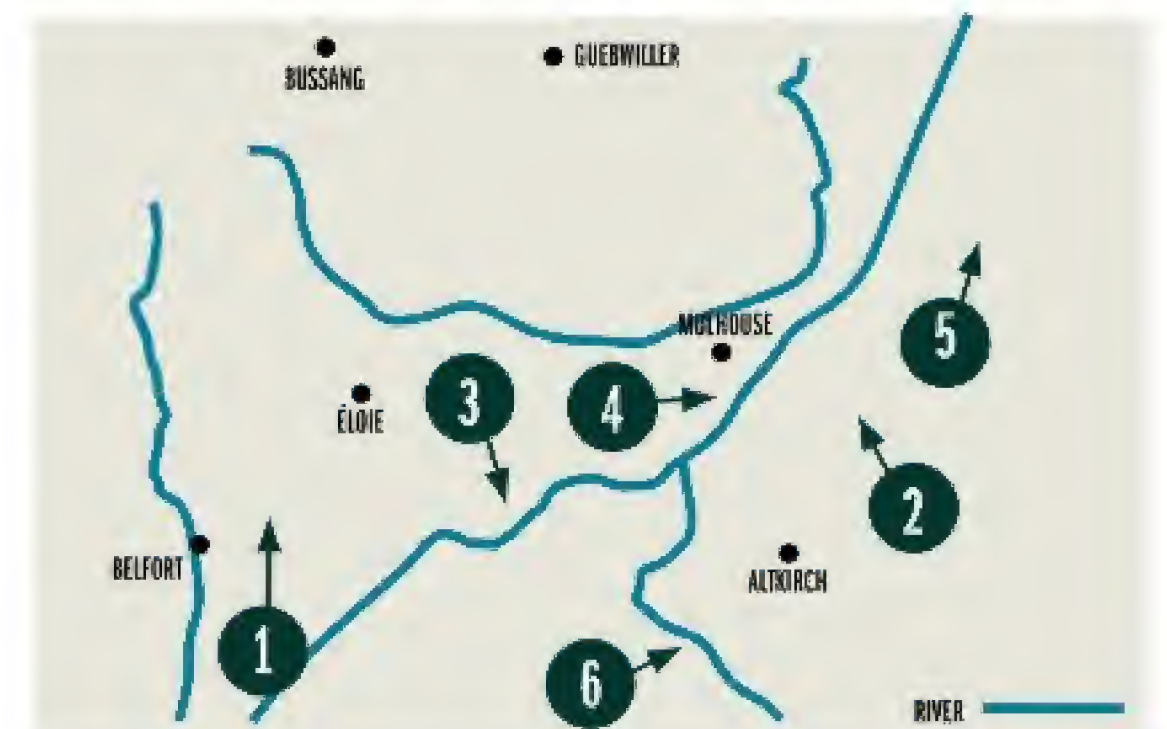 BUSSANG
GUEBWILLER
MULHOUSE
5
3
4
ÉLOIE
2
BELFORT
ALTKIRCH
1
6
RIVER